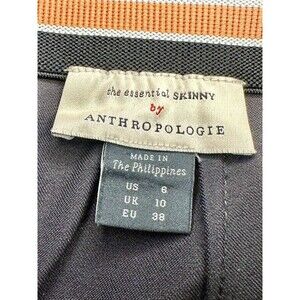 the essential SKINNY
by
ANTHROPOLOGIE
MADE IN
The Philippines
US 6
UK 10
EU 38